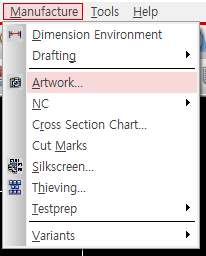 Manufacture Tools Help
Dimension Environment
Drafting
Artwork...
NC
Cross Section Chart...
Cut Marks
Silkscreen...
Thieving...
Testprep
Variants